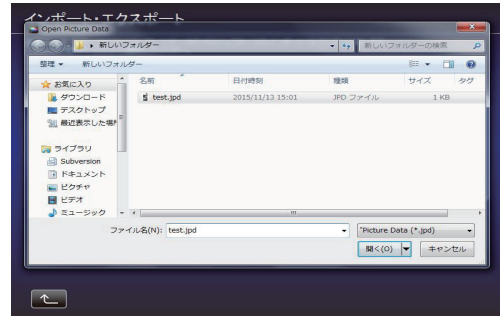 インポート・エクスポート
Open Picture Data
新しいフォルダー
新しいフォルダーの検索
整理 ▼ 新しいフォルダー
お気に入り
ダウンロード
デスクトップ
最近表示した場所
ライブラリ
Subversion
ドキュメント
ピクチャ
ビデオ
ミュージック
名前 日付時刻 種類 サイズ タグ
test.jpd 2015/11/13 15:01 JPD ファイル 1 KB
ファイル名(N): test.jpd
"Picture Data (*.jpd)
開く(O) キャンセル